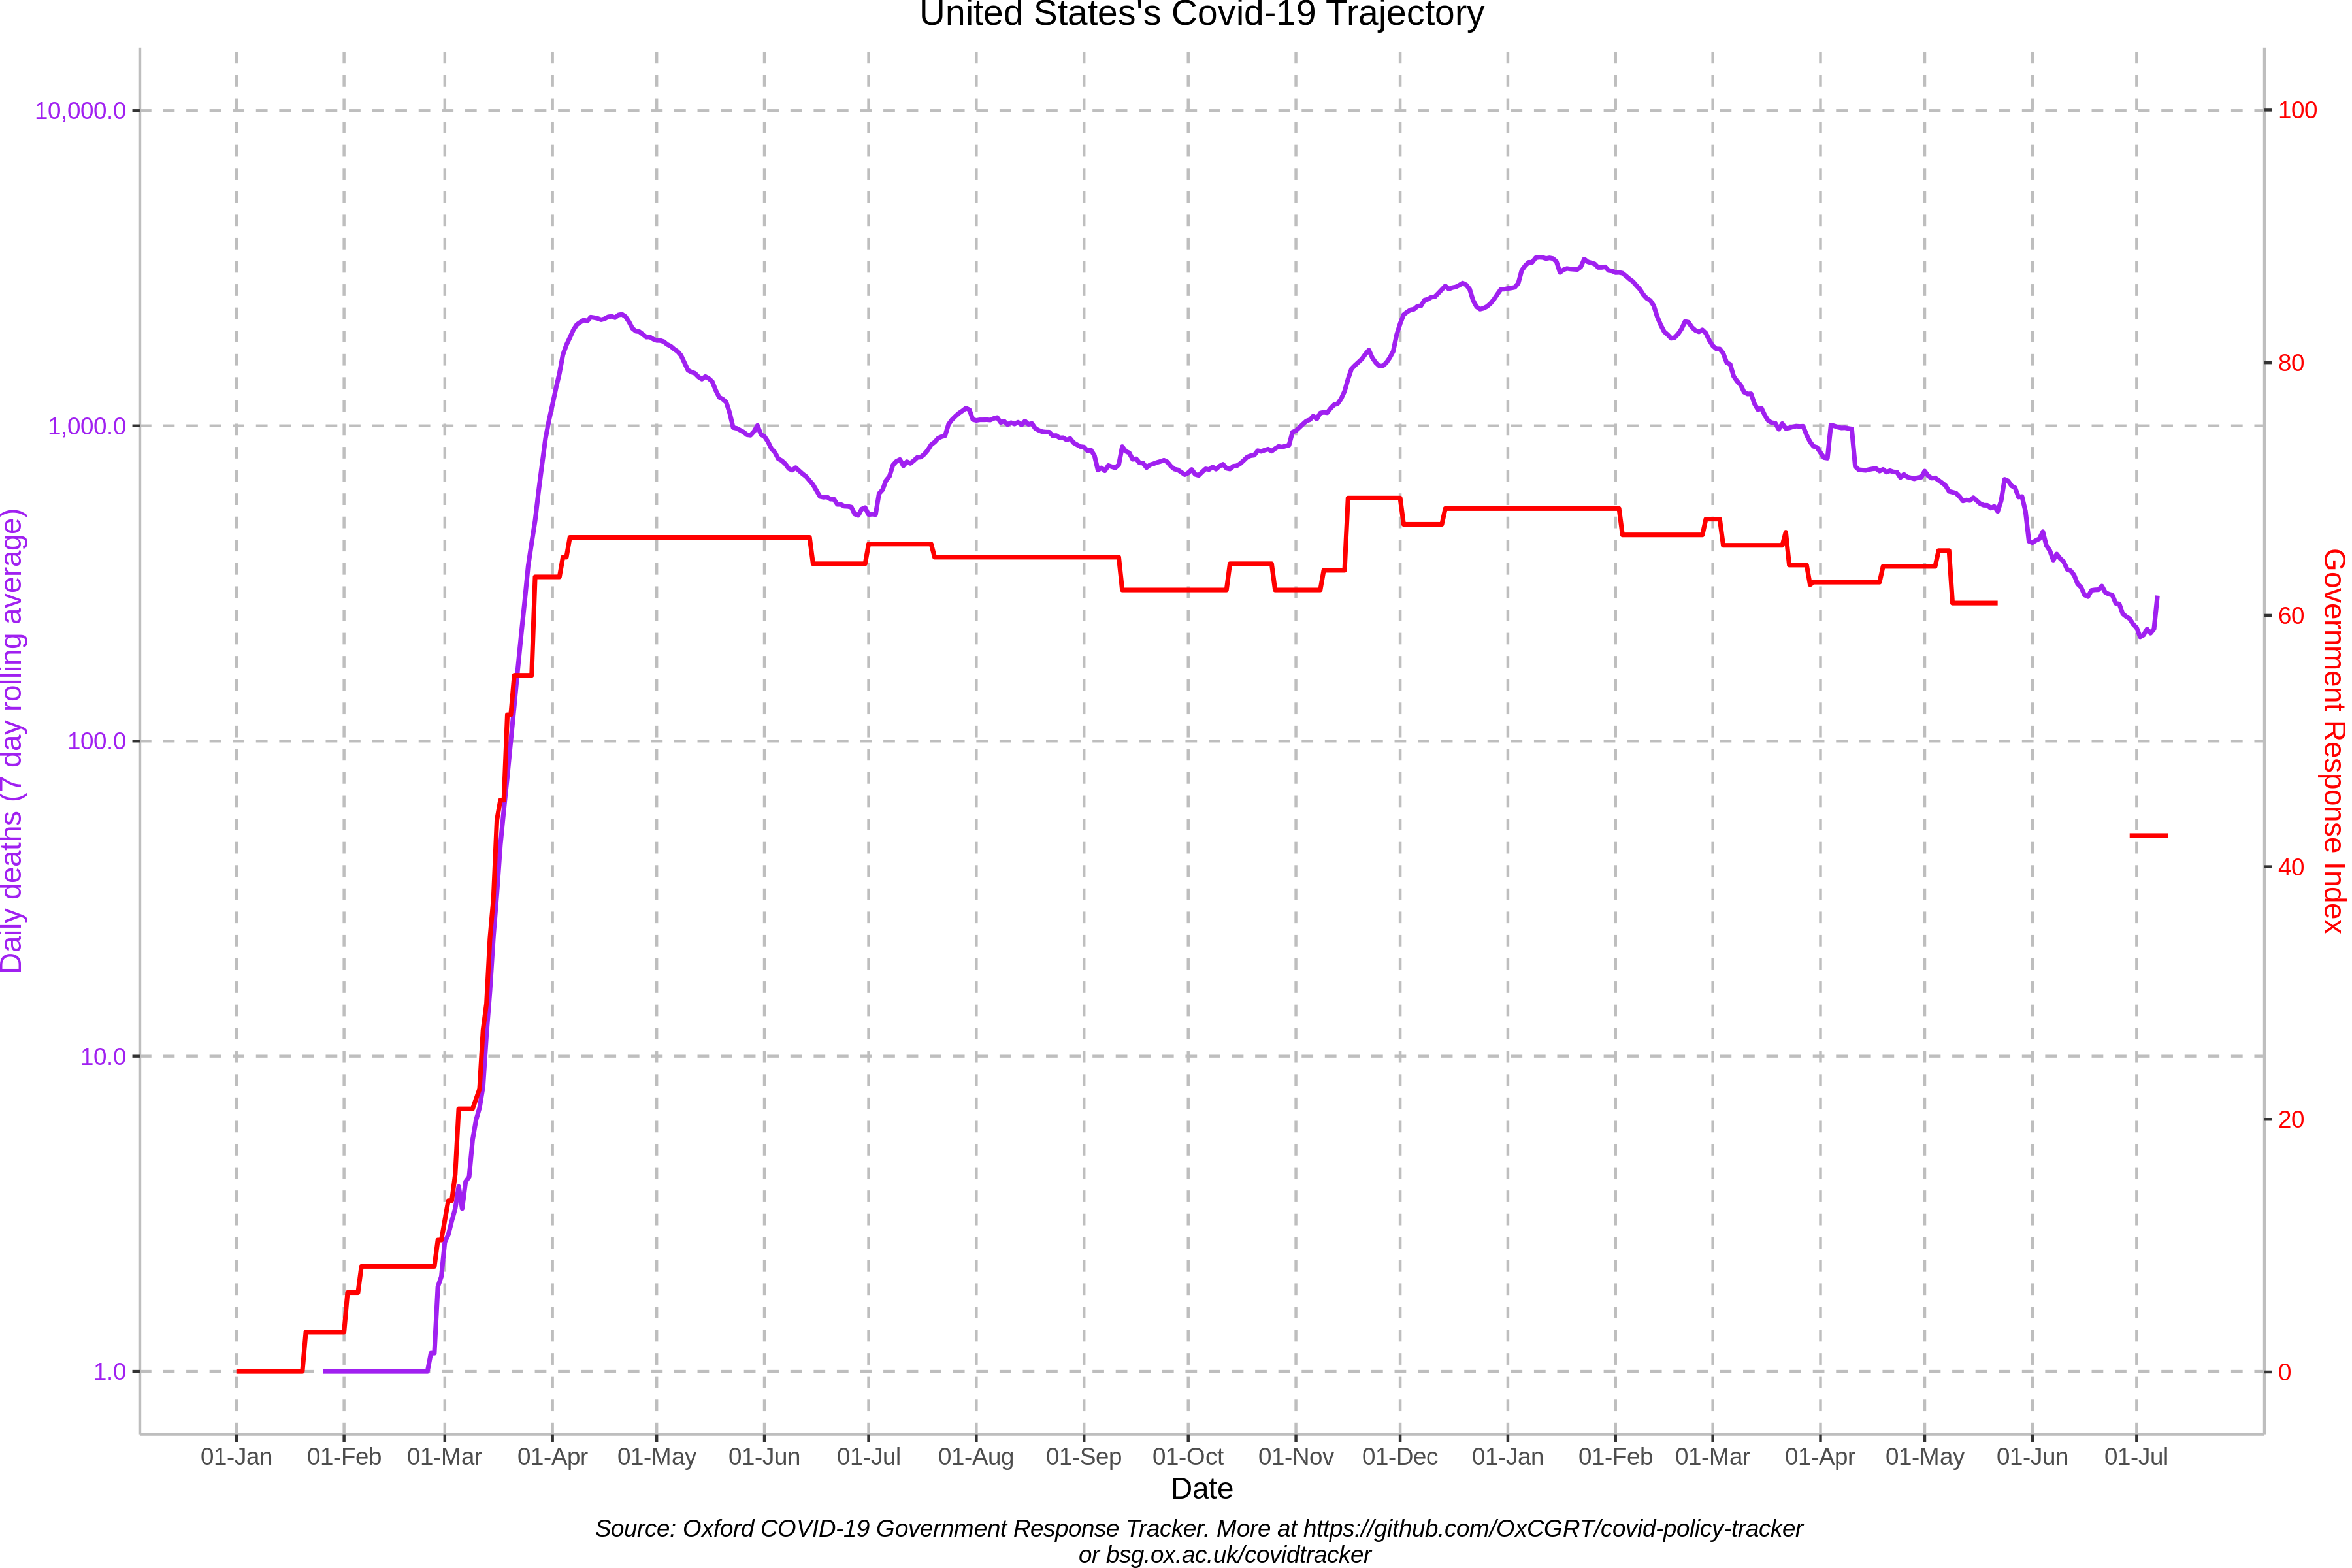 United States's Covid-19 Trajectory
10,000.0
1,000.0
100.0
10.0
1.0
Daily deaths (7 day rolling average)
100
80
60
40
20
0
Government Response Index
01-Jan 01-Feb 01-Mar 01-Apr 01-May 01-Jun 01-Jul 01-Aug 01-Sep 01-Oct 01-Nov 01-Dec 01-Jan 01-Feb 01-Mar 01-Apr 01-May 01-Jun 01-Jul
Date
Source: Oxford COVID-19 Government Response Tracker. More at https://github.com/OxCGRT/covid-policy-tracker
or bsg.ox.ac.uk/covidtracker